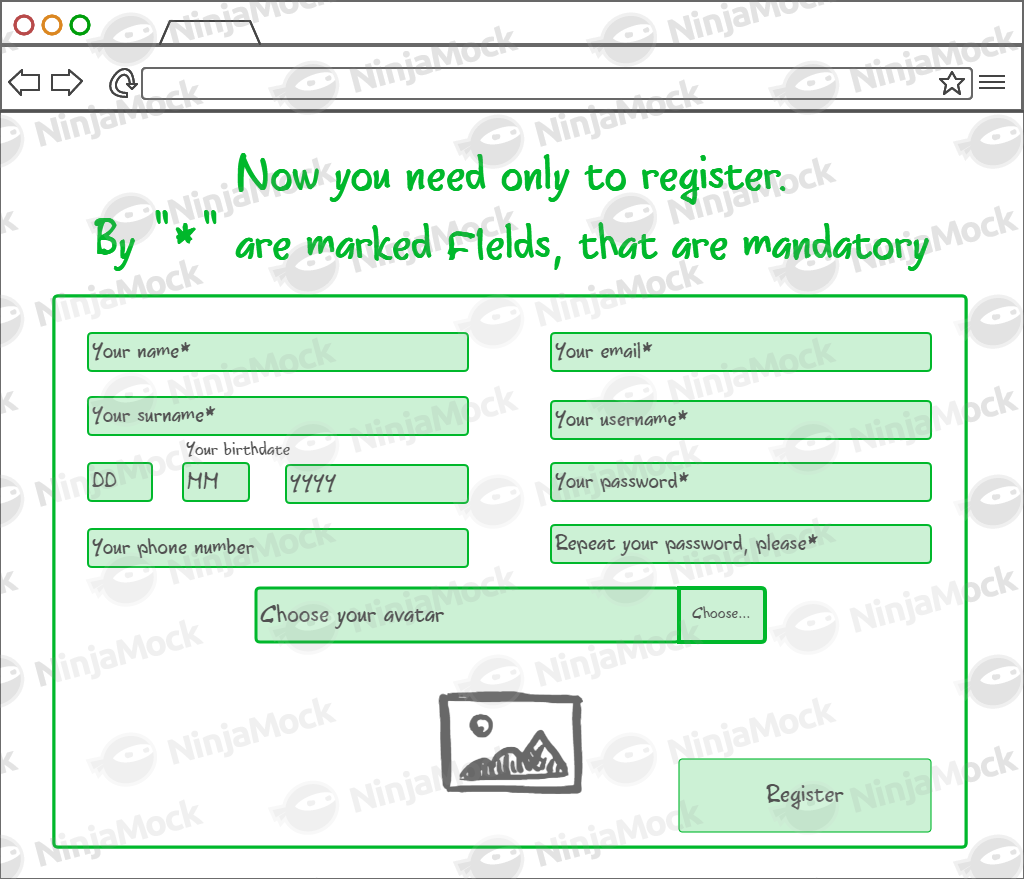 Now you need only to register.
By "*" are marked FIelds, that are mandatory
Your name*
Your email*
Your surname*
Your username*
Your birthdate
DD
MM
YYYY
Your password*
Your phone number
Repeat your password, please*
Choose your avatar
Choose...
Register
NinjaMock